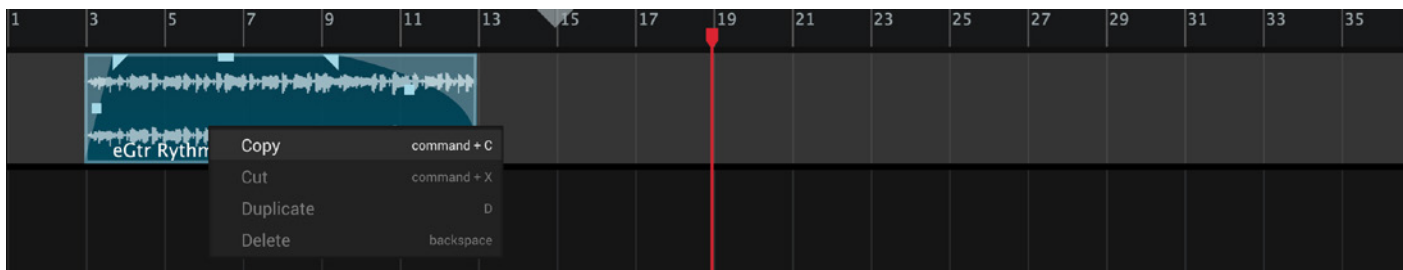 1 3 5 7 9 11 13 15 17 19 21 23 25 27 29 31 33 35
eGtr Rythm
Copy command + C
Cut command + X
Duplicate D
Delete backspace